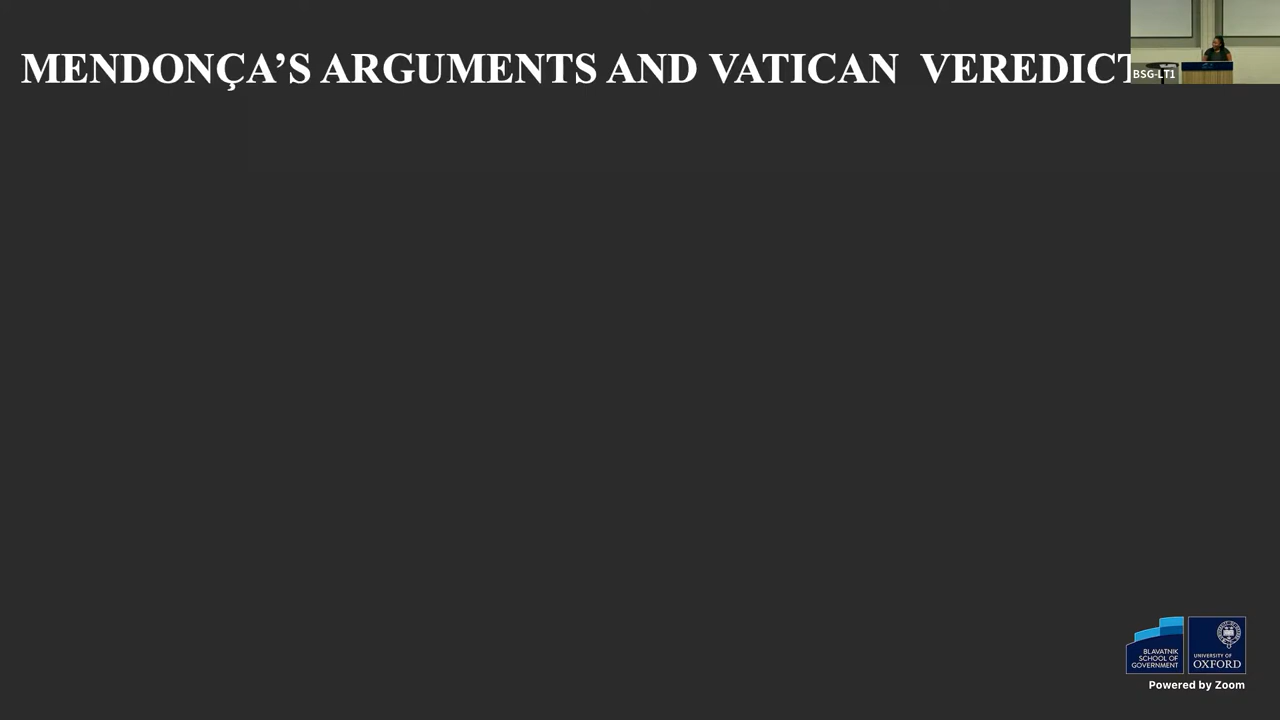 MENDONÇA’S ARGUMENTS AND VATICAN VEREDICT
BSG-LT1
BLAVATNIK
SCHOOL OF
GOVERNMENT
UNIVERSITY OF
OXFORD
Powered by Zoom